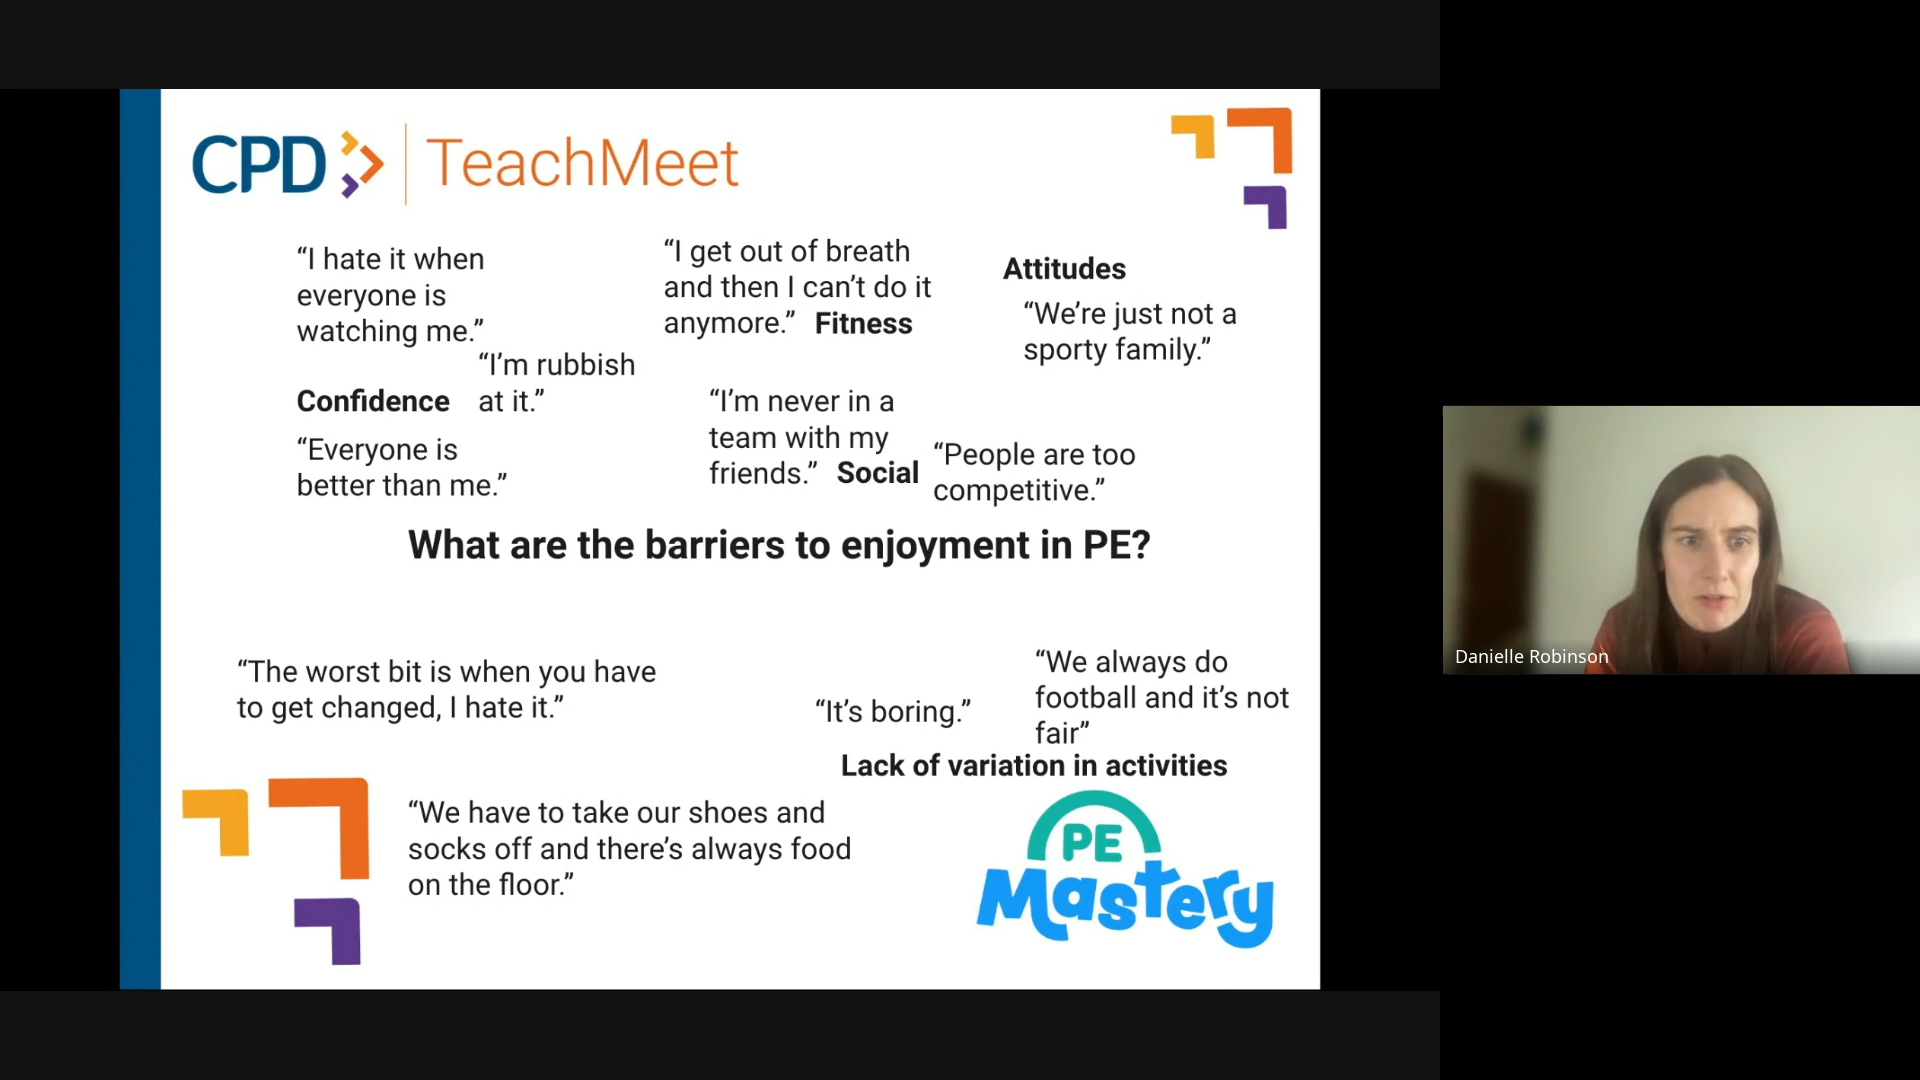 CPD | TeachMeet
“I hate it when
everyone is
watching me.”
“I’m rubbish
at it.”
Confidence
“Everyone is
better than me.”
“I get out of breath
and then I can’t do it
anymore.” Fitness
Attitudes
“We’re just not a
sporty family.”
“I’m never in a
team with my
friends.” Social
“People are too
competitive.”
What are the barriers to enjoyment in PE?
“The worst bit is when you have
to get changed, I hate it.”
“It’s boring.”
“We always do
football and it’s not
fair”
Lack of variation in activities
“We have to take our shoes and
socks off and there’s always food
on the floor.”
PE
Mastery
Danielle Robinson